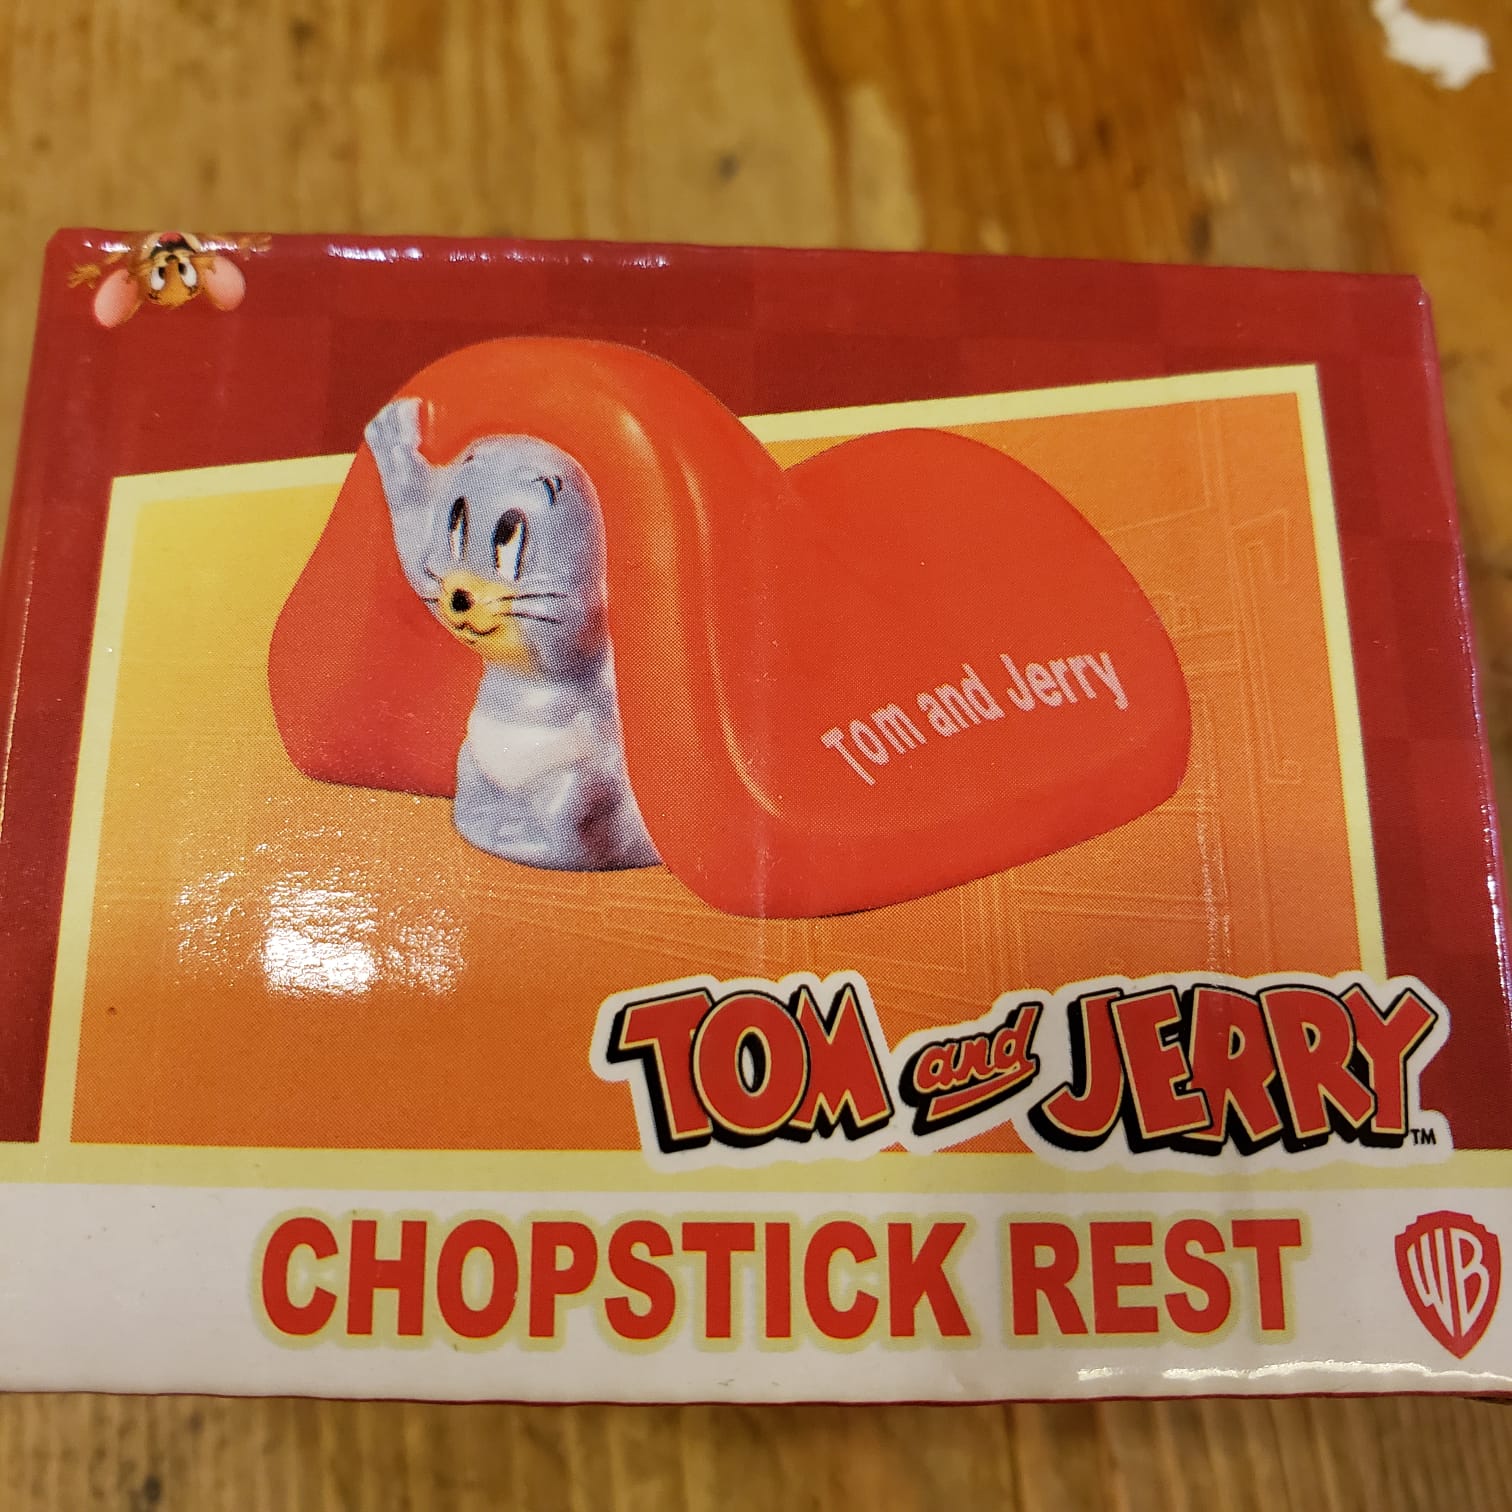 Tom and Jerry
TOM and JERRY™
CHOPSTICK REST
WB